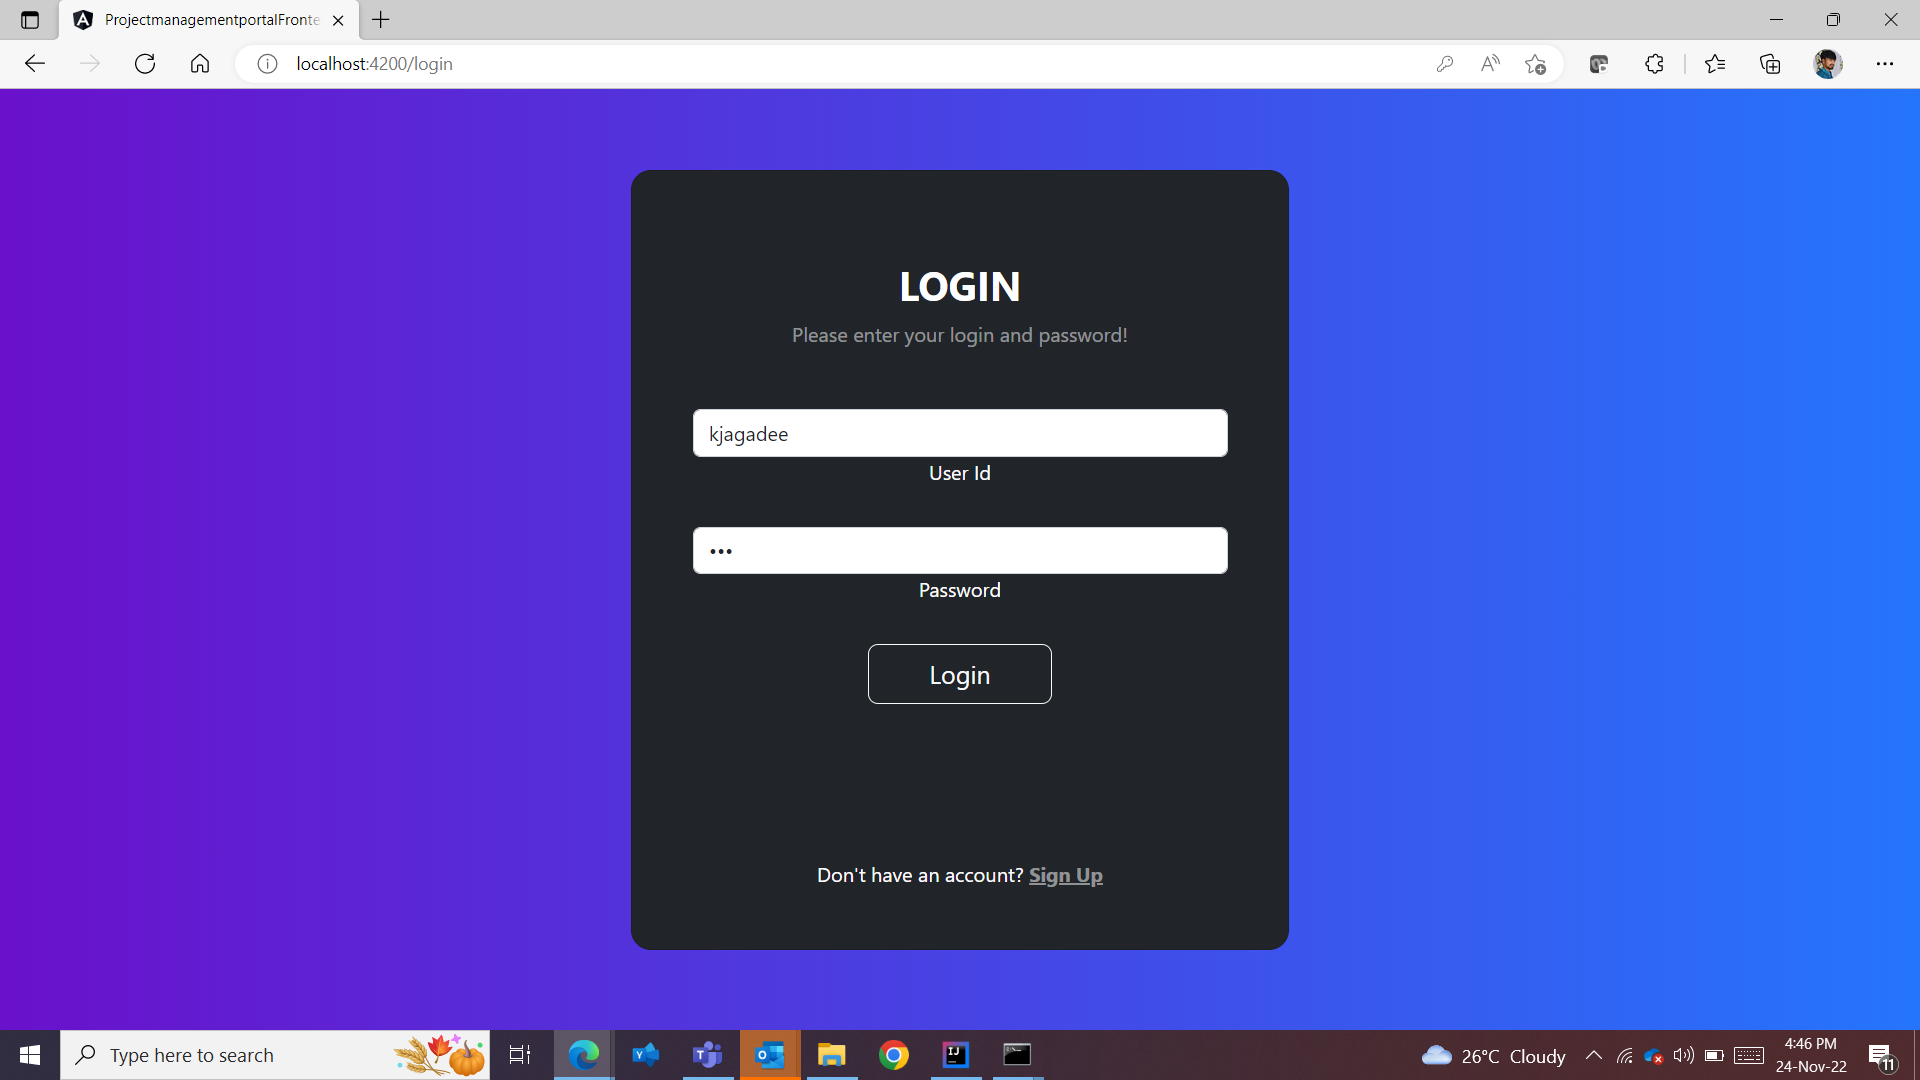 ProjectmanagementportalFronte
localhost:4200/login
LOGIN
Please enter your login and password!
kjagadee
User Id
•••
Password
Login
Don't have an account? Sign Up
Type here to search
26°C Cloudy
4:46 PM
24-Nov-22
11